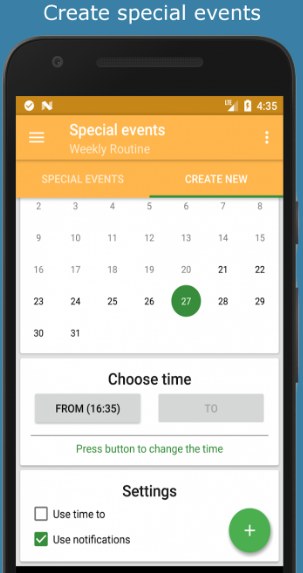 Create special events
LTE 4:35
Special events
Weekly Routine
SPECIAL EVENTS CREATE NEW
2 3 4 5 6 7 8
9 10 11 12 13 14 15
16 17 18 19 20 21 22
23 24 25 26 27 28 29
30 31
Choose time
FROM (16:35) TO
Press button to change the time
Settings
Use time to
Use notifications